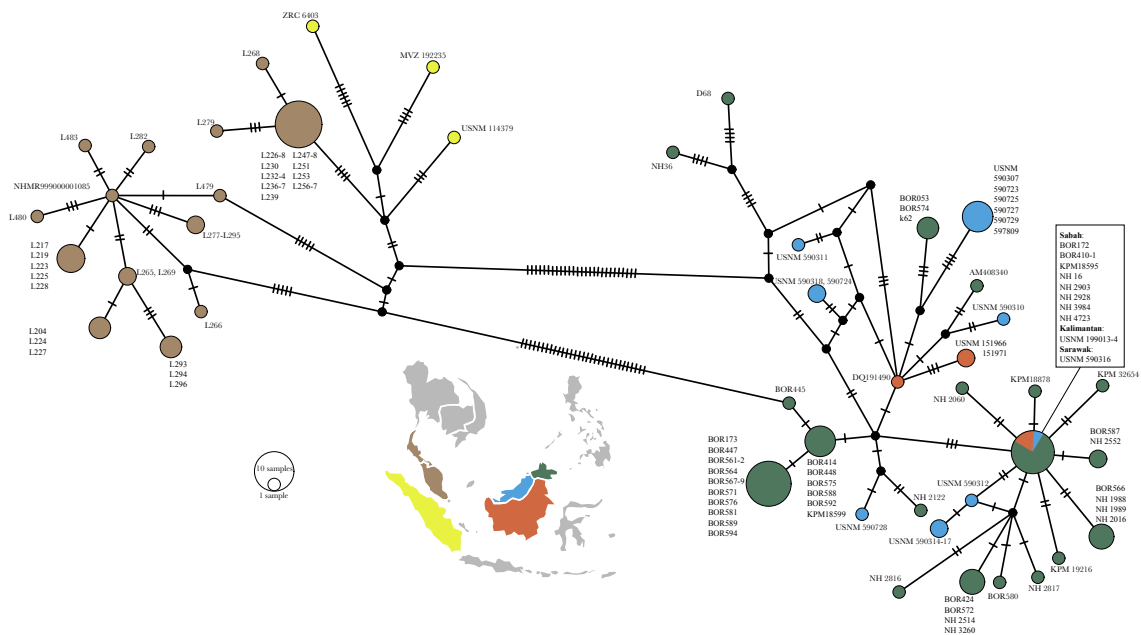 ZRC 6403
MVZ 192235
L268
L279
USNM 114379
L226-8 L247-8
L230 L251
L232-4 L253
L236-7 L256-7
L239
L483
L282
NHMR999000001085
L479
L480
L277-L295
L217
L219
L223
L225
L228
L265, L269
L266
L204
L224
L227
L293
L294
L296
D68
NH36
BOR053
BOR574
k62
USNM
590307
590723
590725
590727
590729
597809
USNM 590311
USNM 590318, 590724
AM408340
USNM 590310
USNM 151966
151971
DQ191490
Sabah:
BOR172
BOR410-1
KPM18595
NH 16
NH 2903
NH 2928
NH 3984
NH 4723
Kalimantan:
USNM 199013-4
Sarawak:
USNM 590316
NH 2060
KPM18878
KPM 32654
BOR445
BOR587
NH 2552
BOR173
BOR447
BOR561-2
BOR564
BOR567-9
BOR571
BOR576
BOR581
BOR589
BOR594
BOR414
BOR448
BOR575
BOR588
BOR592
KPM18599
NH 2122
USNM 590728
USNM 590312
USNM 590314-17
BOR566
NH 1988
NH 1989
NH 2016
KPM 19216
NH 2816
BOR424
BOR572
NH 2514
NH 3260
BOR580
NH 2817
10 samples
1 sample